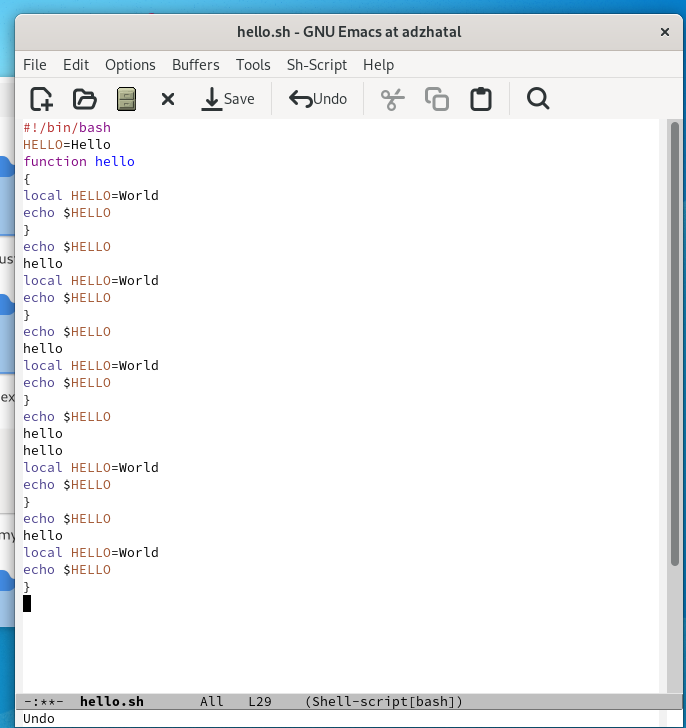 hello.sh - GNU Emacs at adzhatal
File Edit Options Buffers Tools Sh-Script Help
Save Undo
#!/bin/bash
HELLO=Hello
function hello
{
local HELLO=World
echo $HELLO
}
echo $HELLO
hello
local HELLO=World
echo $HELLO
}
echo $HELLO
hello
local HELLO=World
echo $HELLO
}
echo $HELLO
hello
hello
local HELLO=World
echo $HELLO
}
echo $HELLO
hello
local HELLO=World
echo $HELLO
}
-:**- hello.sh All L29 (Shell-script[bash])
Undo